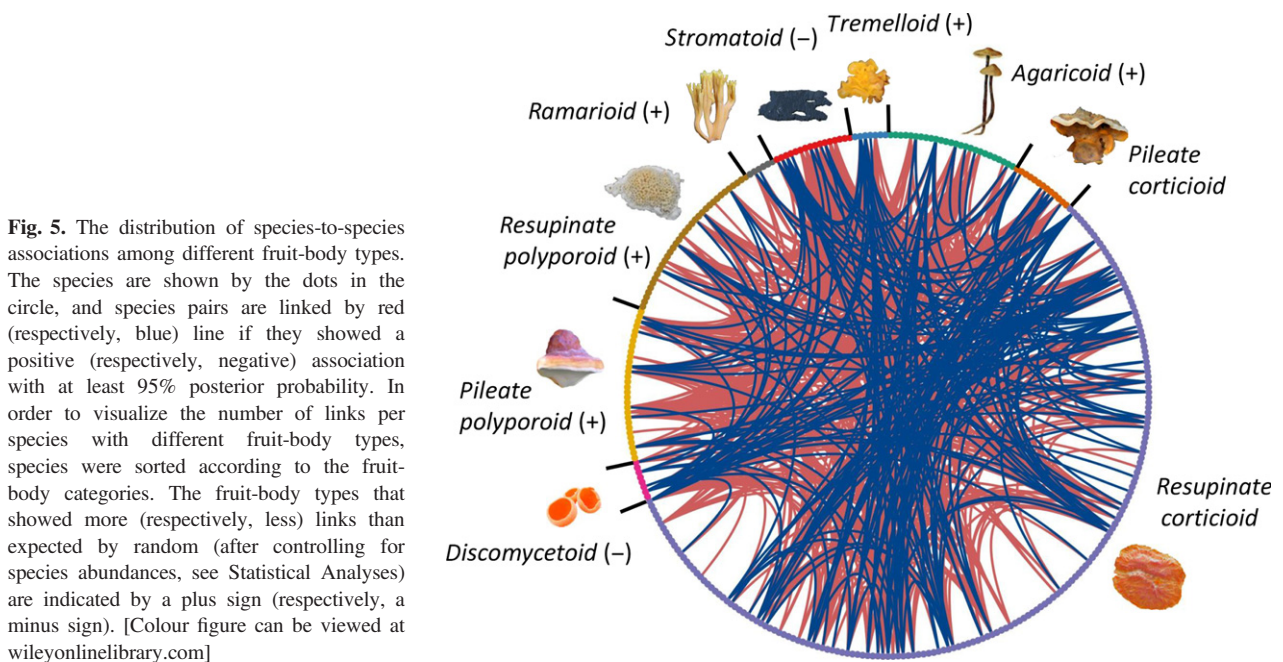 Fig. 5. The distribution of species-to-species
associations among different fruit-body types.
The species are shown by the dots in the
circle, and species pairs are linked by red
(respectively, blue) line if they showed a
positive (respectively, negative) association
with at least 95% posterior probability. In
order to visualize the number of links per
species with different fruit-body types,
species were sorted according to the fruit-
body categories. The fruit-body types that
showed more (respectively, less) links than
expected by random (after controlling for
species abundances, see Statistical Analyses)
are indicated by a plus sign (respectively, a
minus sign). [Colour figure can be viewed at
wileyonlinelibrary.com]
Stromatoid (–)
Tremelloid (+)
Ramarioid (+)
Agaricoid (+)
Pileate
corticioid
Resupinate
polyporoid (+)
Pileate
polyporoid (+)
Discomycetoid (–)
Resupinate
corticioid